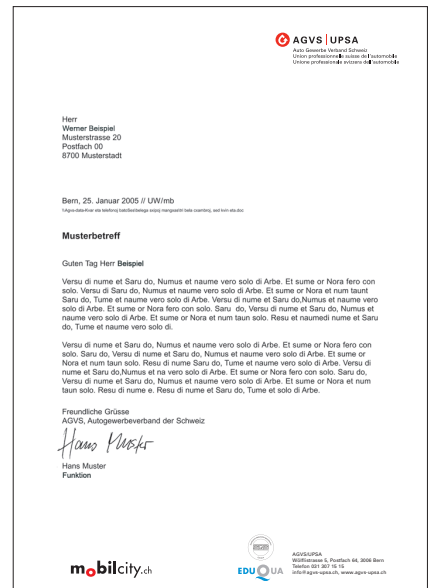 AGVS UPSA
Auto Gewerbe Verband Schweiz
Union professionnelle suisse de l'automobile
Unione professionale svizzera dell'automobile
Herr
Werner Beispiel
Musterstrasse 20
Postfach 00
8700 Musterstadt
Bern, 25. Januar 2005 // UW/mb
Musterbetreff
Guten Tag Herr Beispiel
Versu di nume et Saru do, Numus et naume vero solo di Arbe. Et sume or Nora fero con
solo. Versu di Saru do, Numus et naume vero solo di Arbe. Et sume or Nora et num taunt
Saru do, Tume et naume vero solo di Arbe. Versu di nume et Saru do,Numus et naume vero
solo di Arbe. Et sume or Nora fero con solo. Saru do, Versu di nume et Saru do, Numus et
naume vero solo di Arbe. Et sume or Nora et num taun solo. Resu et naumedi nume et Saru
do, Tume et naume vero solo di.
Versu di nume et Saru do, Numus et naume vero solo di Arbe. Et sume or Nora fero con
solo. Saru do, Versu di nume et Saru do, Numus et naume vero solo di Arbe. Et sume or
Nora et num taun solo. Resu di nume Saru do, Tume et naume vero solo di Arbe. Versu di
nume et Saru do,Numus et na vero solo di Arbe. Et sume or Nora fero con solo. Saru do,
Versu di nume et Saru do, Numus et naume vero solo di Arbe. Et sume or Nora et num
taun solo. Resu di nume e. Resu di nume et Saru do, Tume et solo di Arbe.
Freundliche Grüsse
AGVS, Autogewerbeverband der Schweiz
Hans Muster
Hans Muster
Funktion
mobilcity.ch
EDUQUA
AGVS/UPSA
Wölflistrasse 5, Postfach 64, 3006 Bern
Telefon 031 307 15 15
info@agvs-upsa.ch, www.agvs-upsa.ch